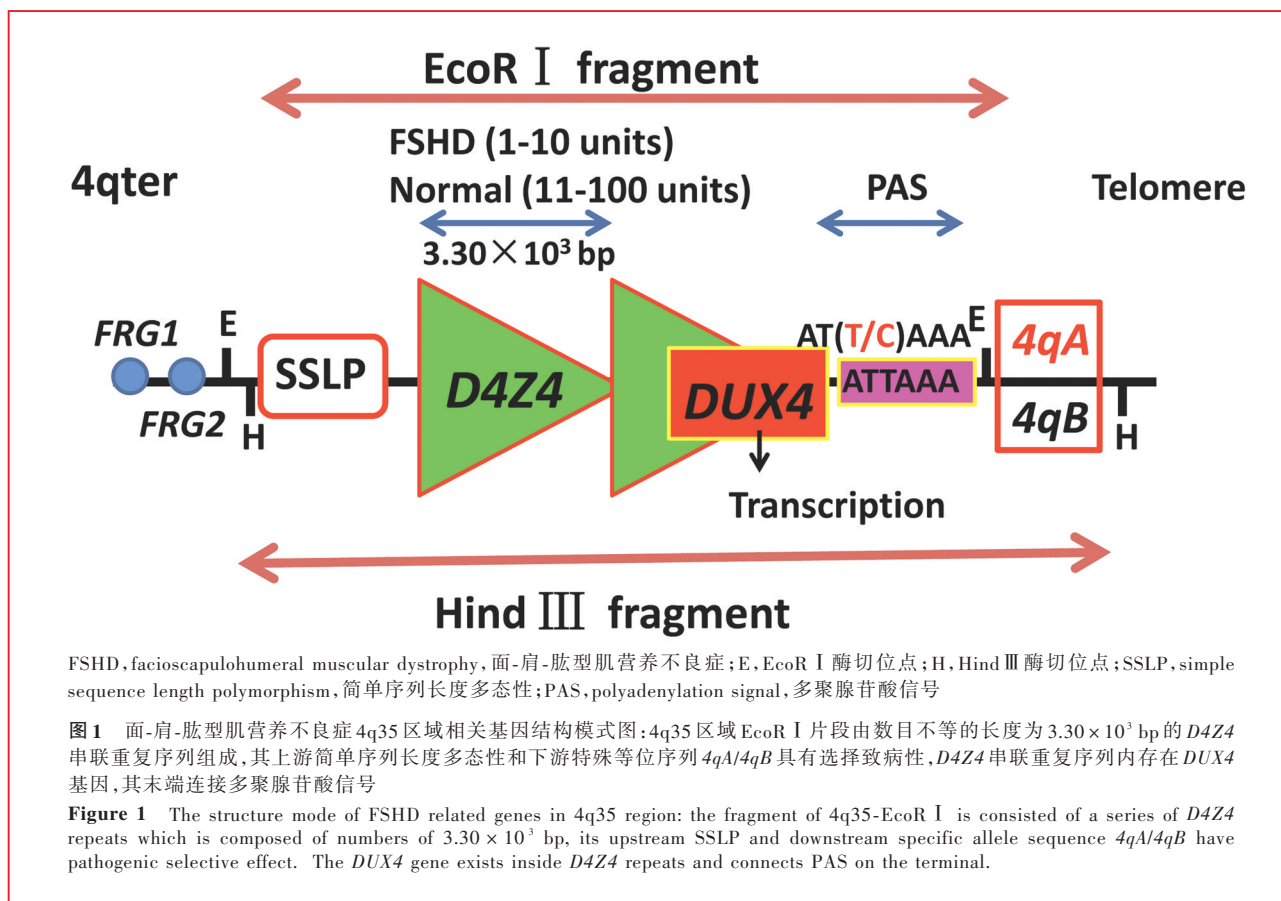 EcoR Ⅰ fragment
FSHD (1-10 units)
Normal (11-100 units)
4qter
PAS
Telomere
3.30×10³ bp
FRG1
E
SSLP
D4Z4
DUX4
AT(T/C)AAA
E
ATTAAA
4qA
4qB
FRG2
H
H
Transcription
Hind Ⅲ fragment
FSHD,facioscapulohumeral muscular dystrophy,面-肩-肱型肌营养不良症;E,EcoR Ⅰ酶切位点;H,Hind Ⅲ酶切位点;SSLP,simple
sequence length polymorphism,简单序列长度多态性;PAS,polyadenylation signal,多聚腺苷酸信号
图1 面-肩-肱型肌营养不良症4q35区域相关基因结构模式图:4q35区域EcoR Ⅰ片段由数目不等的长度为3.30×10³ bp的D4Z4
串联重复序列组成,其上游简单序列长度多态性和下游特殊等位序列4qA/4qB具有选择致病性,D4Z4串联重复序列内存在DUX4
基因,其末端连接多聚腺苷酸信号
Figure 1 The structure mode of FSHD related genes in 4q35 region: the fragment of 4q35-EcoR Ⅰ is consisted of a series of D4Z4
repeats which is composed of numbers of 3.30×10³ bp, its upstream SSLP and downstream specific allele sequence 4qA/4qB have
pathogenic selective effect. The DUX4 gene exists inside D4Z4 repeats and connects PAS on the terminal.